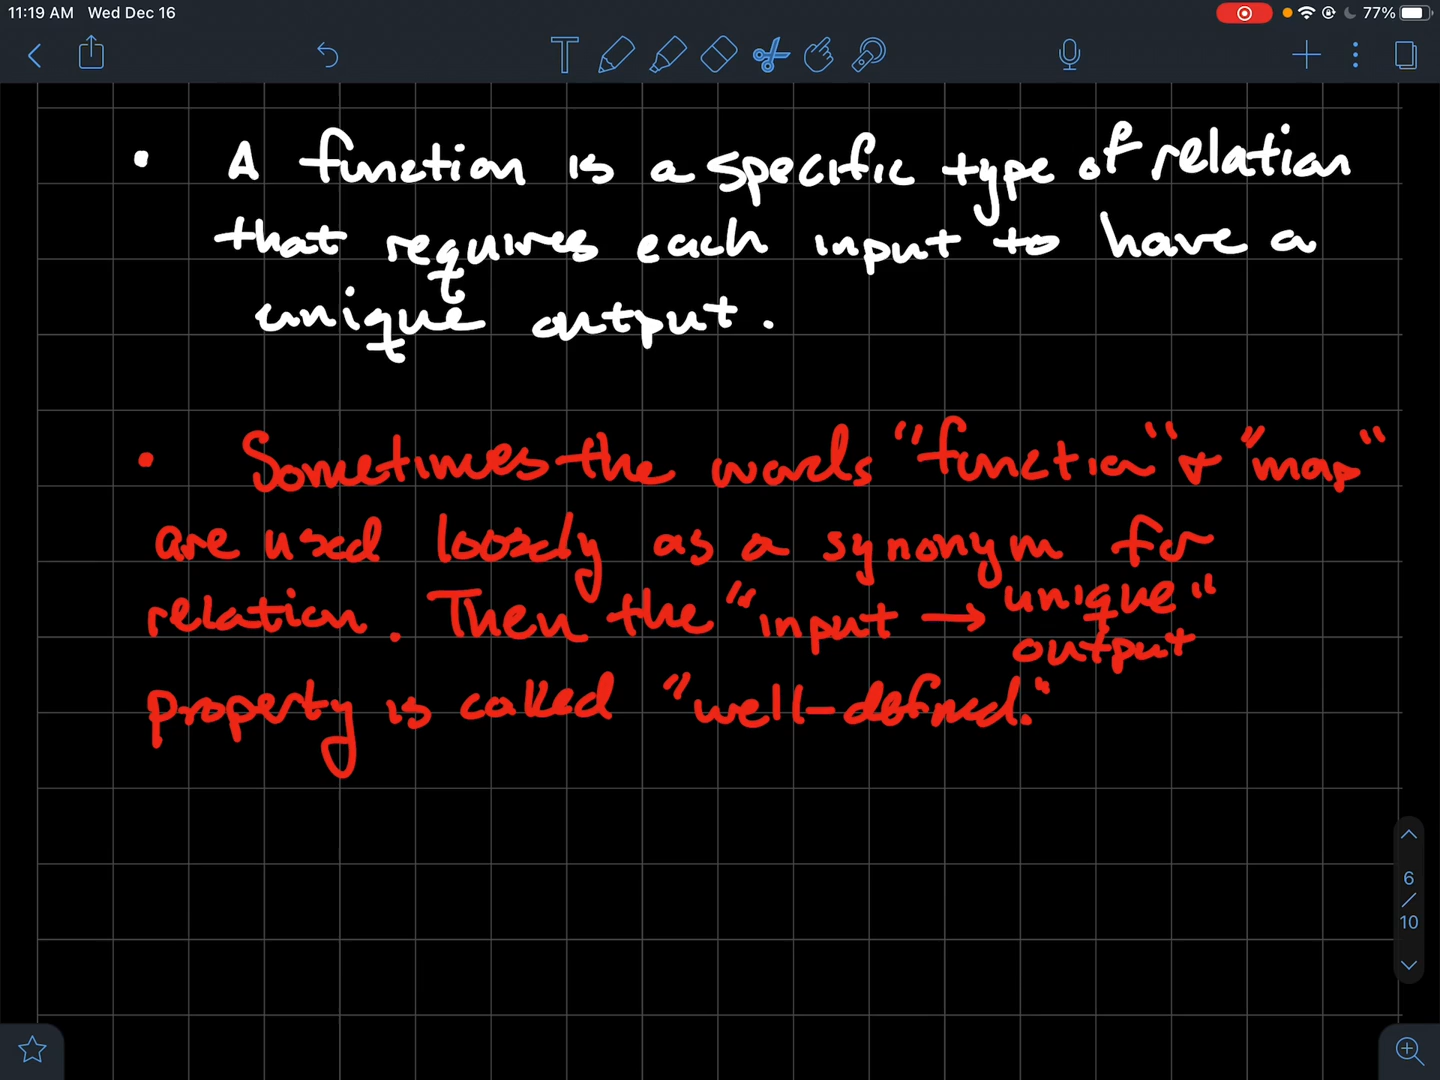 11:19 AM Wed Dec 16 77%
• A function is a specific type of relation
that requires each input to have a
unique output.
• Sometimes the words "function" & "map"
are used loosely as a synonym for
relation. Then the "input → unique output"
property is called "well-defined."
6
/
10